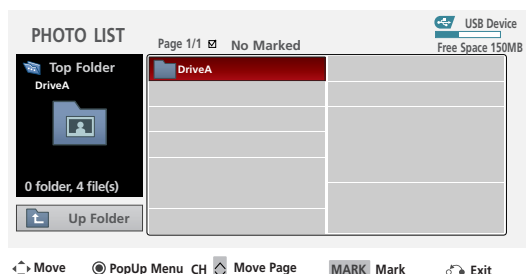 PHOTO LIST
Page 1/1 No Marked
USB Device
Free Space 150MB
Top Folder
DriveA
DriveA
0 folder, 4 file(s)
Up Folder
Move PopUp Menu CH Move Page MARK Mark Exit